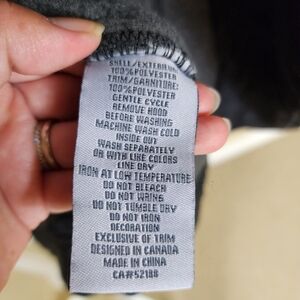 SHELL/EXTERIEUR:
100%POLYESTER
TRIM/GARNITURE:
100%POLYESTER
GENTLE CYCLE
REMOVE HOOD
BEFORE WASHING
MACHINE WASH COLD
INSIDE OUT
WASH SEPARATELY
OR WITH LIKE COLORS
LINE DRY
IRON AT LOW TEMPERATURE
DO NOT BLEACH
DO NOT WRING
DO NOT TUMBLE DRY
DO NOT IRON
DECORATION
EXCLUSIVE OF TRIM
DESIGNED IN CANADA
MADE IN CHINA
CA#52188